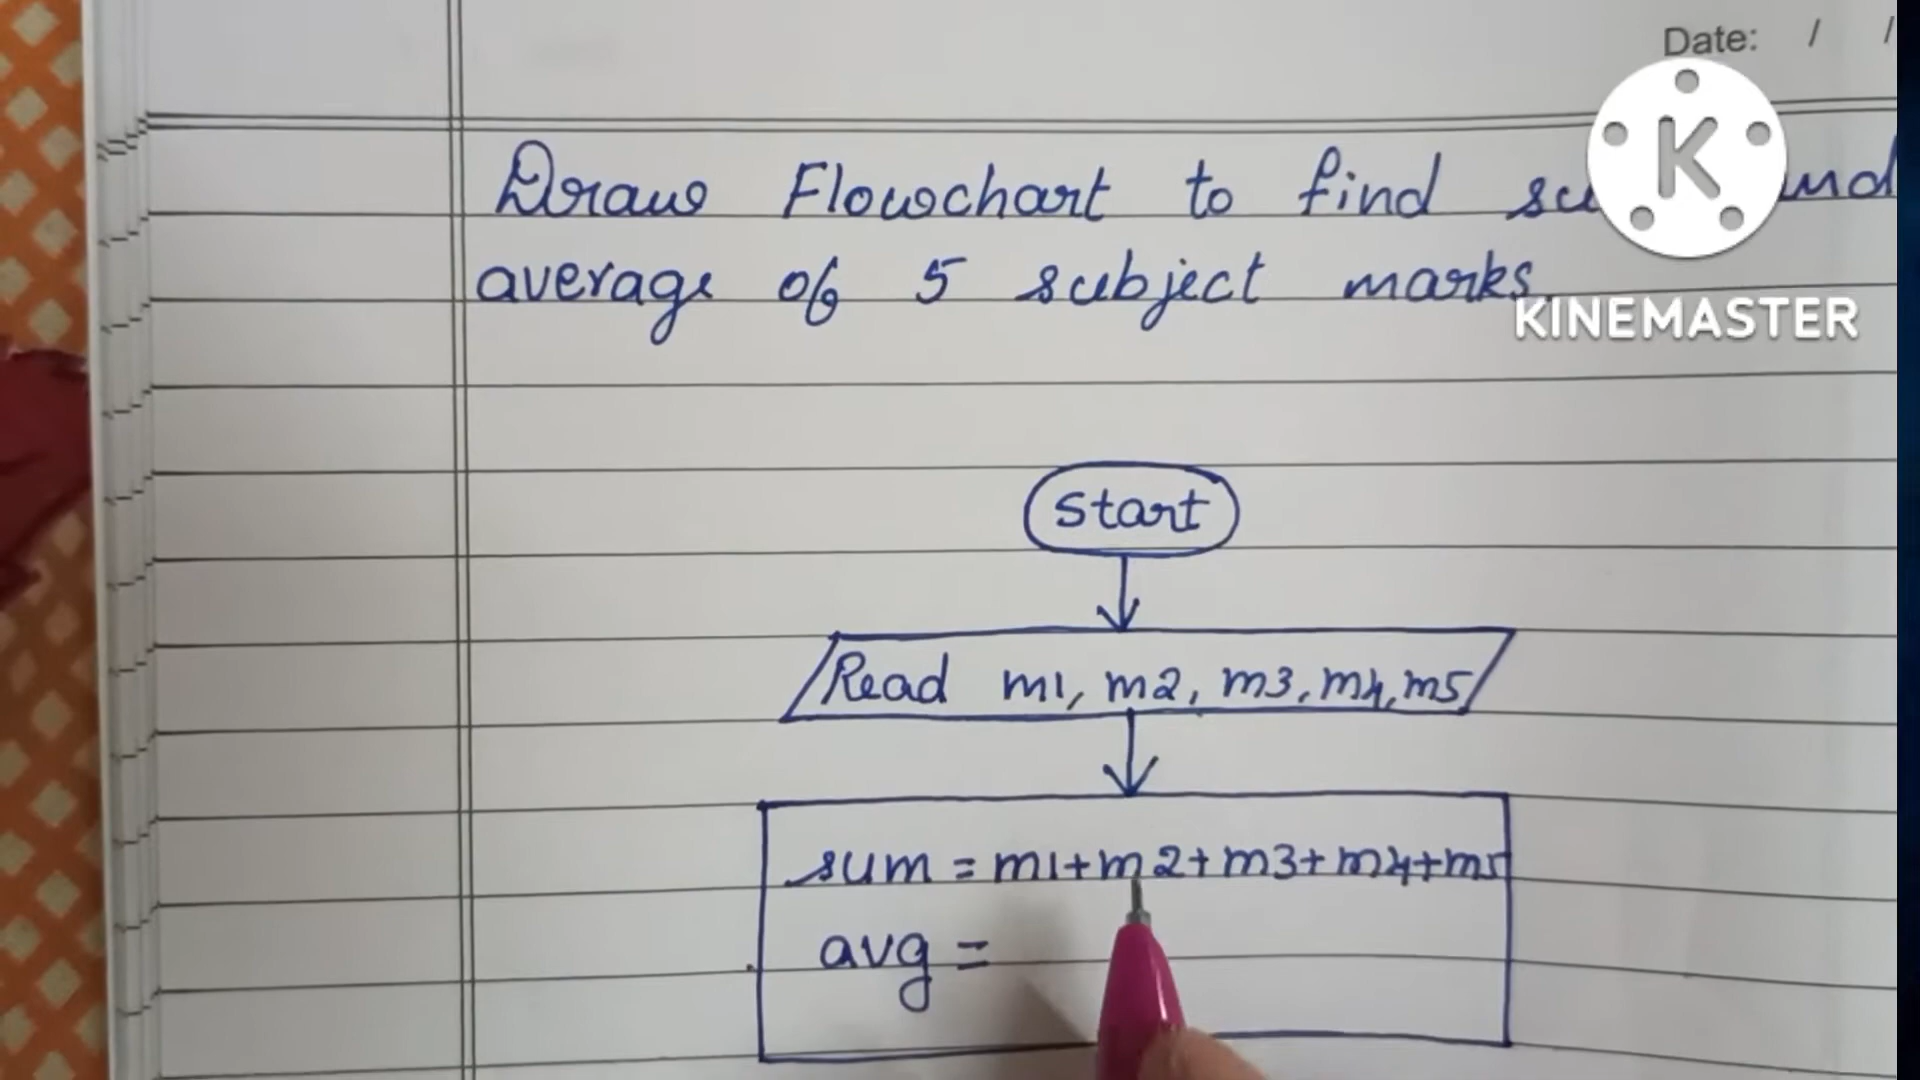 Date: / /
Draw Flowchart to find
average of 5 subject marks
K
KINEMASTER
start
Read m1, m2, m3, m4, m5
sum = m1+m2+m3+m4+m5
avg =